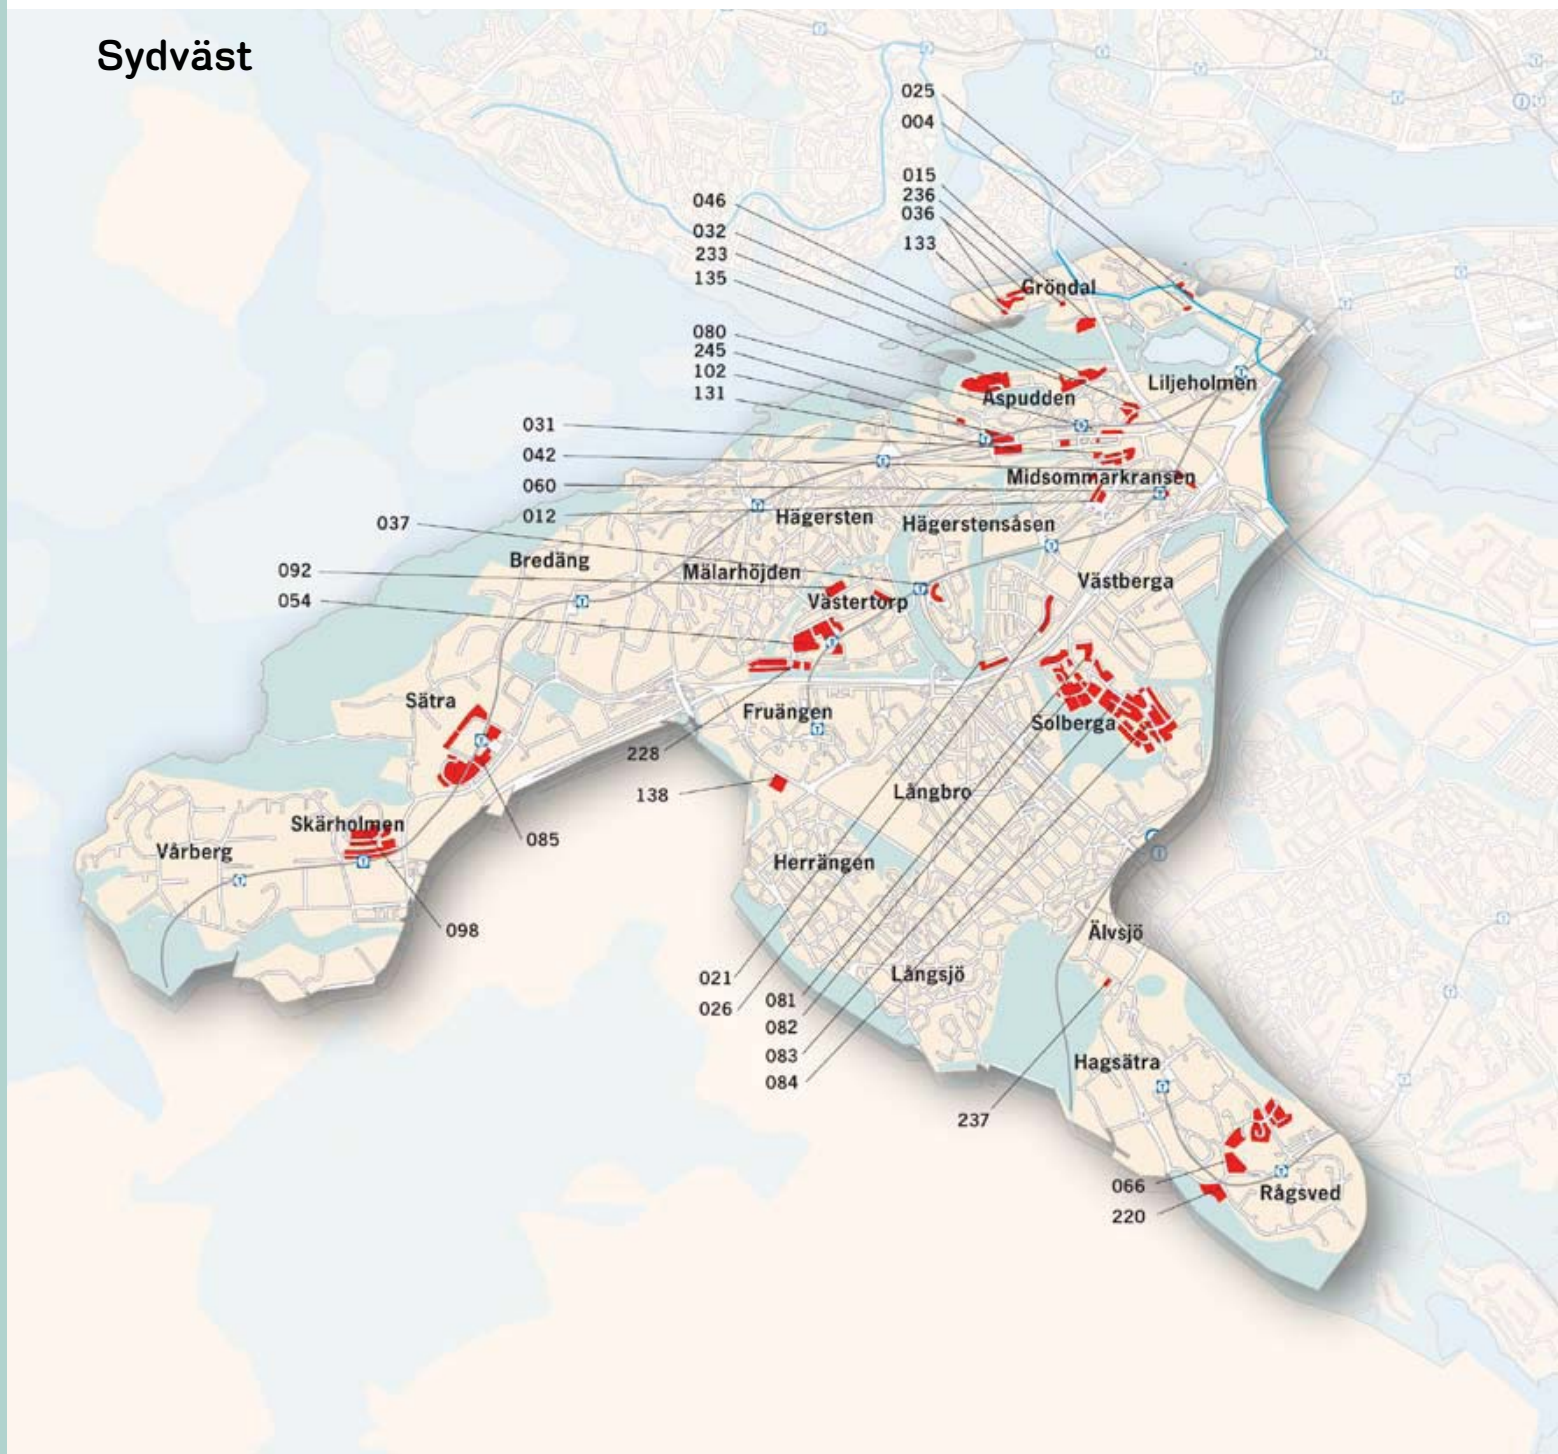 Sydväst
025
004
015
236
036
133
046
032
233
135
Gröndal
080
245
102
131
Liljeholmen
Aspudden
031
042
060
012
Midsommarkransen
037
Hägersten
Hägerstensåsen
Bredäng
Mälarhöjden
Västberga
092
054
Västertorp
Sätra
Fruängen
Solberga
228
138
Långbro
Skärholmen
085
Vårberg
Herrängen
098
Älvsjö
Långsjö
021
026
081
082
083
084
Hagsätra
237
066
Rågsved
220